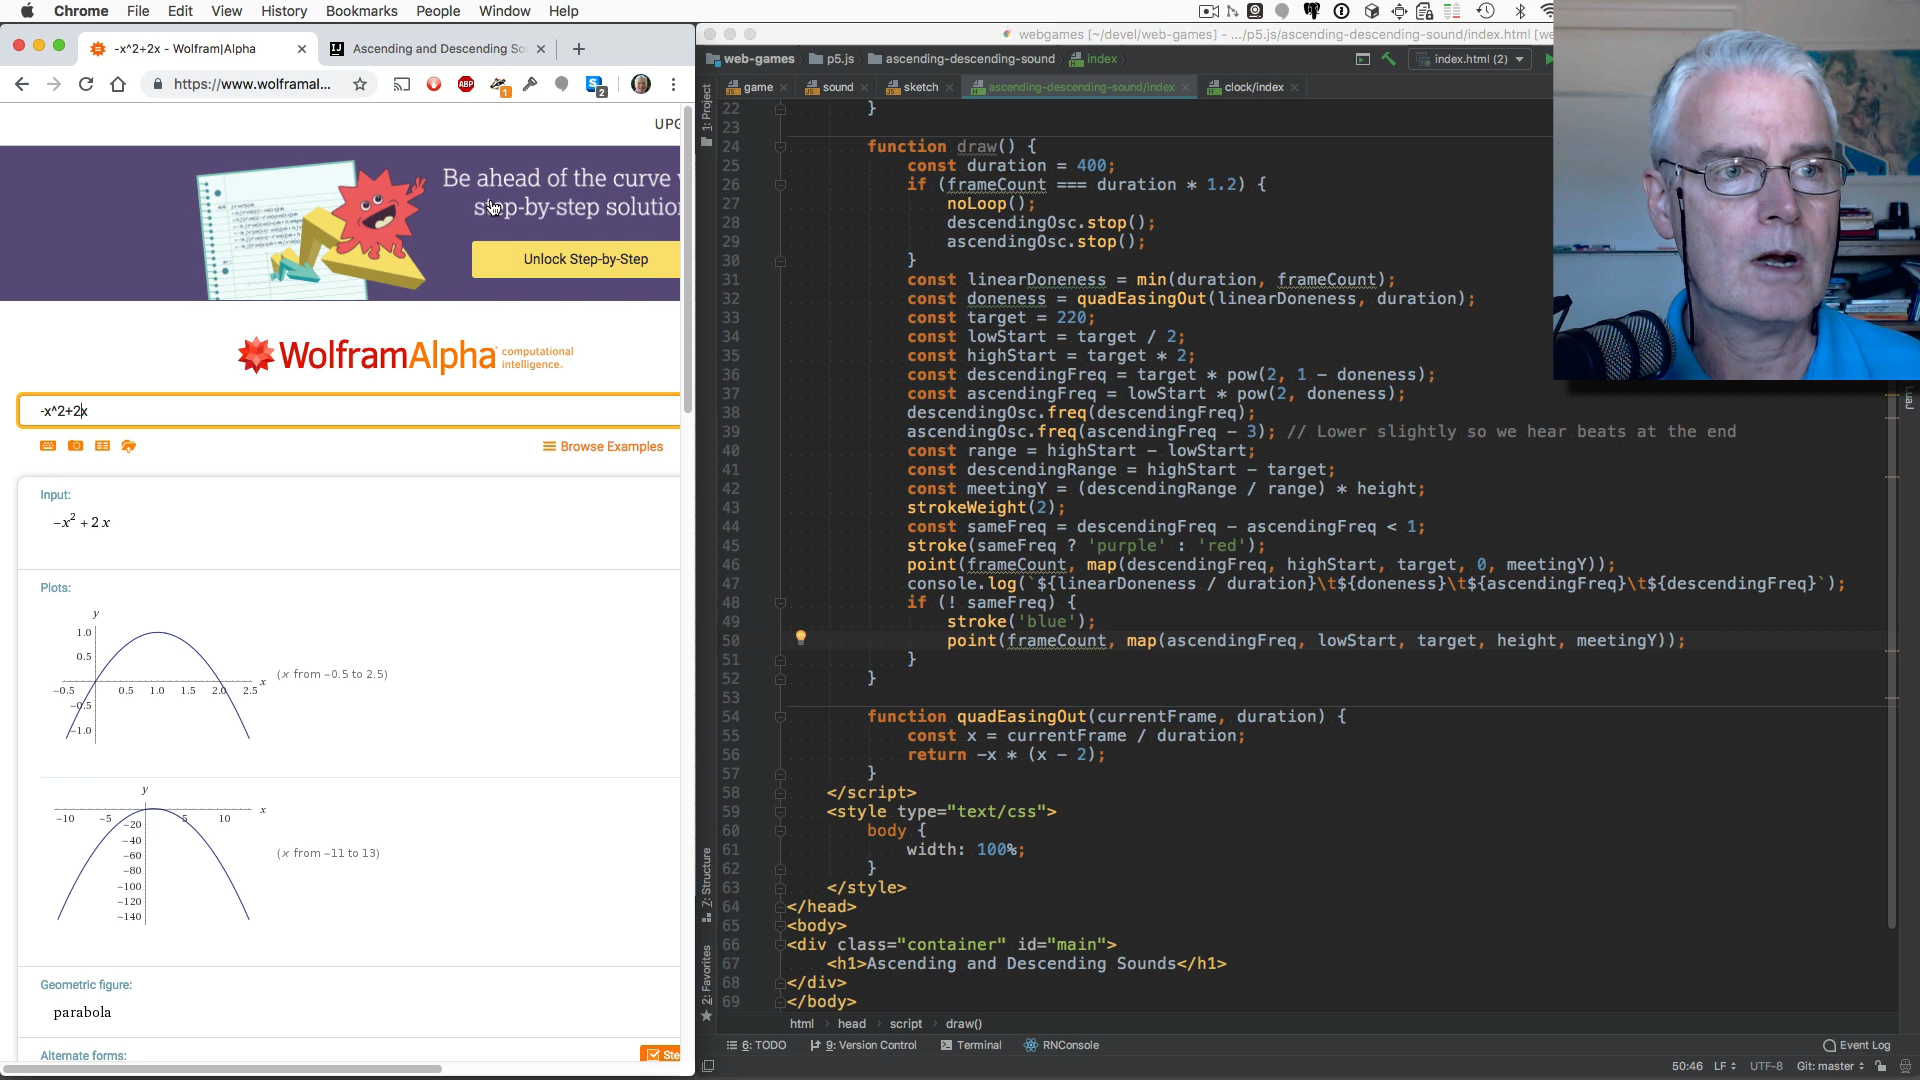 Chrome File Edit View History Bookmarks People Window Help
-x^2+2x - Wolfram|Alpha
Ascending and Descending So
https://www.wolframal...
ABP
1
2
UPG
Be ahead of the curve
step-by-step solutio
Unlock Step-by-Step
WolframAlpha computational intelligence.
-x^2+2x
Browse Examples
Input:
−x² + 2 x
Plots:
y
1.0
0.5
-0.5 0.5 1.0 1.5 2.0 2.5 x
-0.5
-1.0
(x from −0.5 to 2.5)
y
-10 -5 5 10 x
-20
-40
-60
-80
-100
-120
-140
(x from −11 to 13)
Geometric figure:
parabola
Alternate forms:
Ste
webgames [~/devel/web-games] - .../p5.js/ascending-descending-sound/index.html [we
web-games p5.js ascending-descending-sound index
index.html (2)
game sound sketch ascending-descending-sound/index clock/index
1: Project
7: Structure
2: Favorites
22 }
23
24 function draw() {
25 const duration = 400;
26 if (frameCount === duration * 1.2) {
27 noLoop();
28 descendingOsc.stop();
29 ascendingOsc.stop();
30 }
31 const linearDoneness = min(duration, frameCount);
32 const doneness = quadEasingOut(linearDoneness, duration);
33 const target = 220;
34 const lowStart = target / 2;
35 const highStart = target * 2;
36 const descendingFreq = target * pow(2, 1 - doneness);
37 const ascendingFreq = lowStart * pow(2, doneness);
38 descendingOsc.freq(descendingFreq);
39 ascendingOsc.freq(ascendingFreq - 3); // Lower slightly so we hear beats at the end
40 const range = highStart - lowStart;
41 const descendingRange = highStart - target;
42 const meetingY = (descendingRange / range) * height;
43 strokeWeight(2);
44 const sameFreq = descendingFreq - ascendingFreq < 1;
45 stroke(sameFreq ? 'purple' : 'red');
46 point(frameCount, map(descendingFreq, highStart, target, 0, meetingY));
47 console.log(`${linearDoneness / duration}\t${doneness}\t${ascendingFreq}\t${descendingFreq}`);
48 if (! sameFreq) {
49 stroke('blue');
50 point(frameCount, map(ascendingFreq, lowStart, target, height, meetingY));
51 }
52 }
53
54 function quadEasingOut(currentFrame, duration) {
55 const x = currentFrame / duration;
56 return -x * (x - 2);
57 }
58 </script>
59 <style type="text/css">
60 body {
61 width: 100%;
62 }
63 </style>
64 </head>
65 <body>
66 <div class="container" id="main">
67 <h1>Ascending and Descending Sounds</h1>
68 </div>
69 </body>
html head script draw()
6: TODO 9: Version Control Terminal RNConsole
Event Log
50:46 LF UTF-8 Git: master